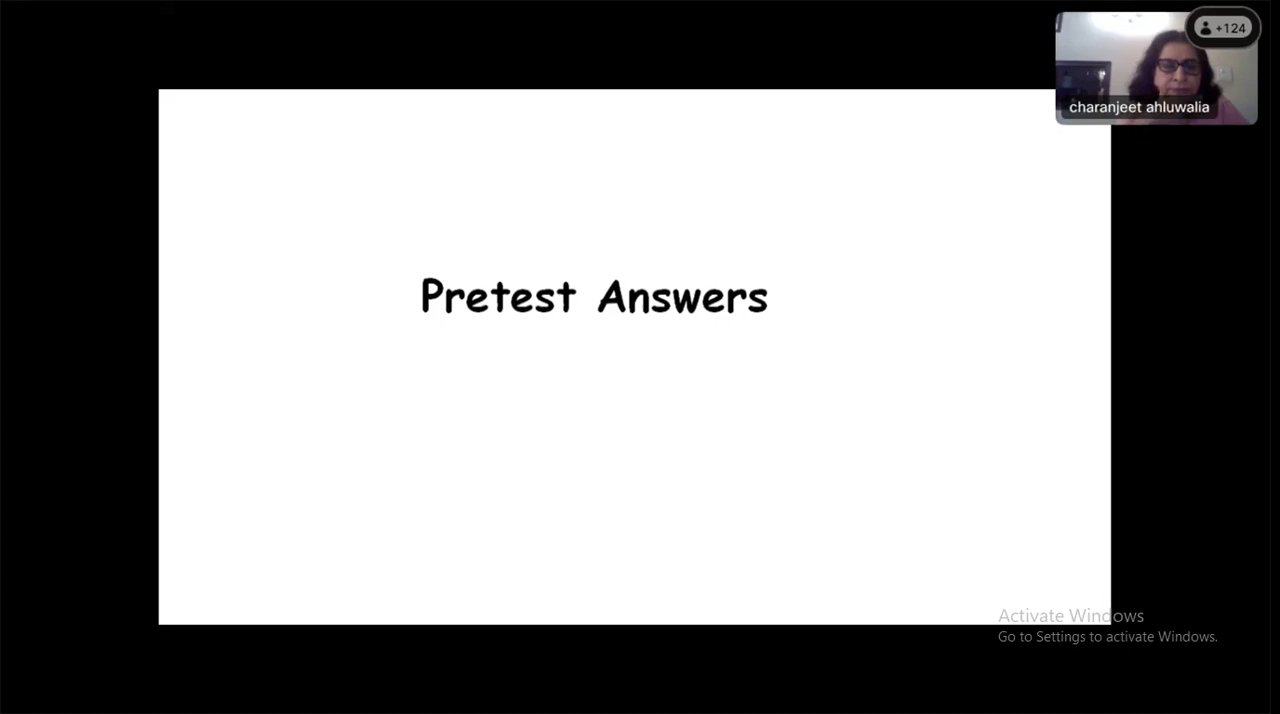 +124
charanjeet ahluwalia
Pretest Answers
Activate Windows
Go to Settings to activate Windows.